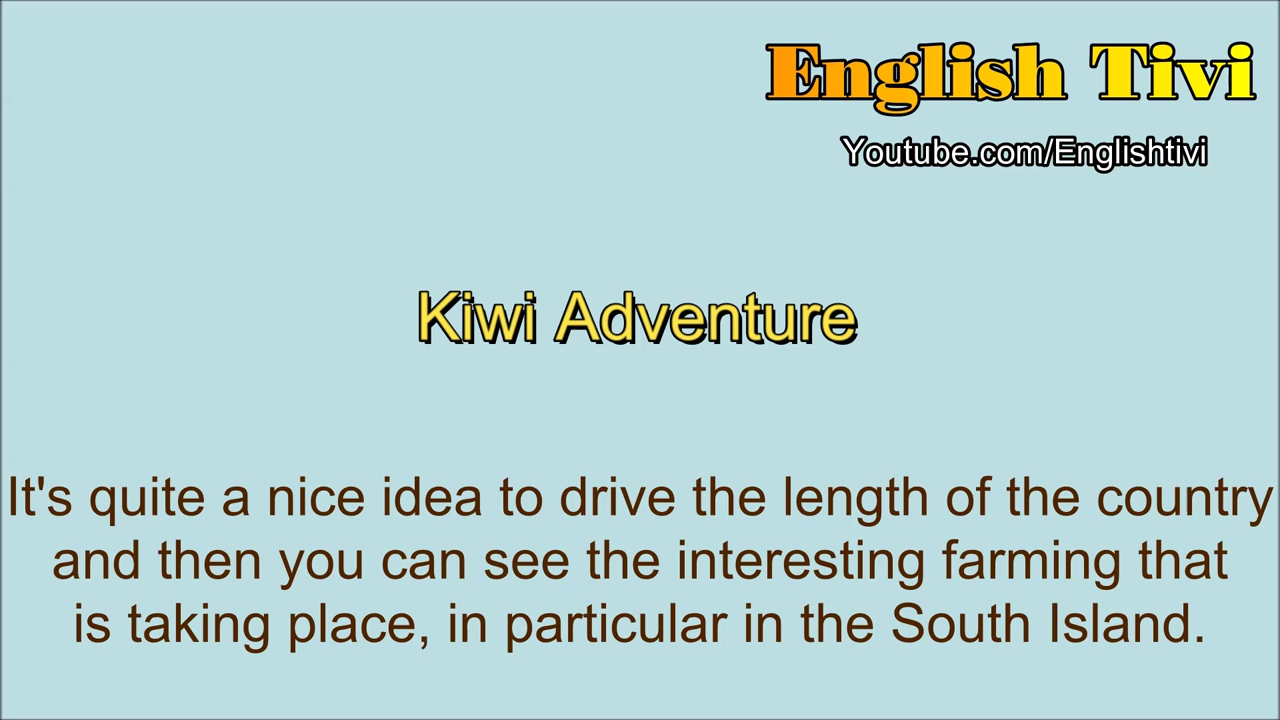 English Tivi
Youtube.com/Englishtivi
Kiwi Adventure
It's quite a nice idea to drive the length of the country
and then you can see the interesting farming that
is taking place, in particular in the South Island.